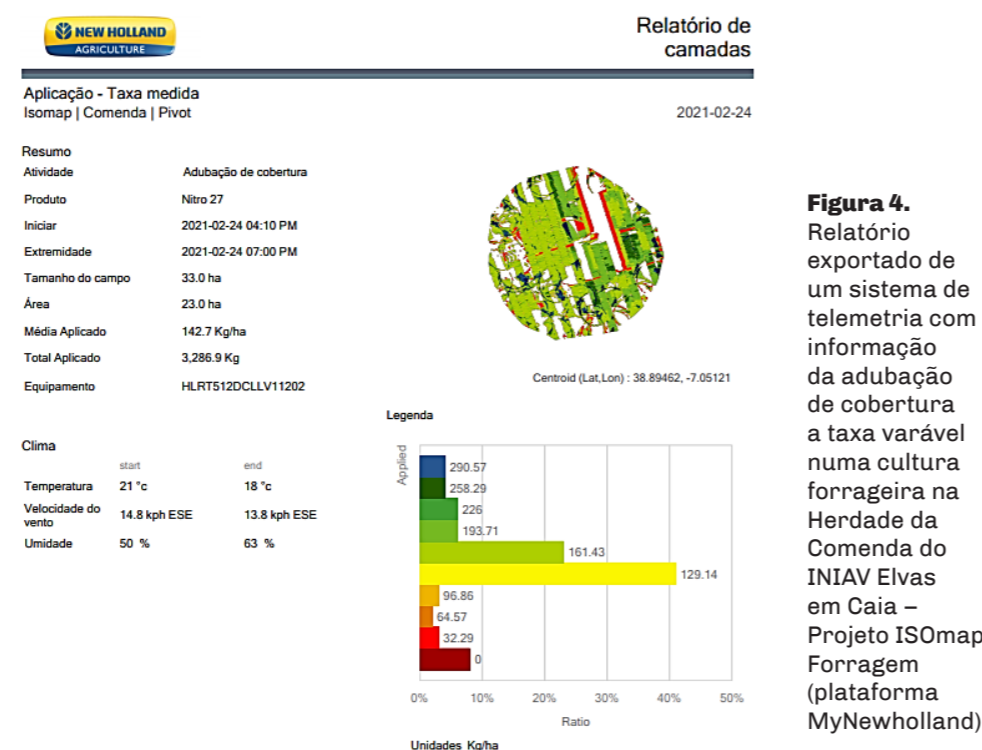 NEW HOLLAND
AGRICULTURE
Relatório de
camadas
Aplicação - Taxa medida
Isomap | Comenda | Pivot
2021-02-24
Resumo
Atividade Adubação de cobertura
Produto Nitro 27
Iniciar 2021-02-24 04:10 PM
Extremidade 2021-02-24 07:00 PM
Tamanho do campo 33.0 ha
Área 23.0 ha
Média Aplicado 142.7 Kg/ha
Total Aplicado 3,286.9 Kg
Equipamento HLRT512DCLLV11202
Centroid (Lat,Lon) : 38.89462, -7.05121
Clima
start end
Temperatura 21 °c 18 °c
Velocidade do
vento 14.8 kph ESE 13.8 kph ESE
Umidade 50 % 63 %
Legenda
Applied
290.57
258.29
226
193.71
161.43
129.14
96.86
64.57
32.29
0
0% 10% 20% 30% 40% 50%
Ratio
Unidades Kg/ha
Figura 4.
Relatório
exportado de
um sistema de
telemetria com
informação
da adubação
de cobertura
a taxa varável
numa cultura
forrageira na
Herdade da
Comenda do
INIAV Elvas
em Caia –
Projeto ISOmap
Forragem
(plataforma
MyNewholland)